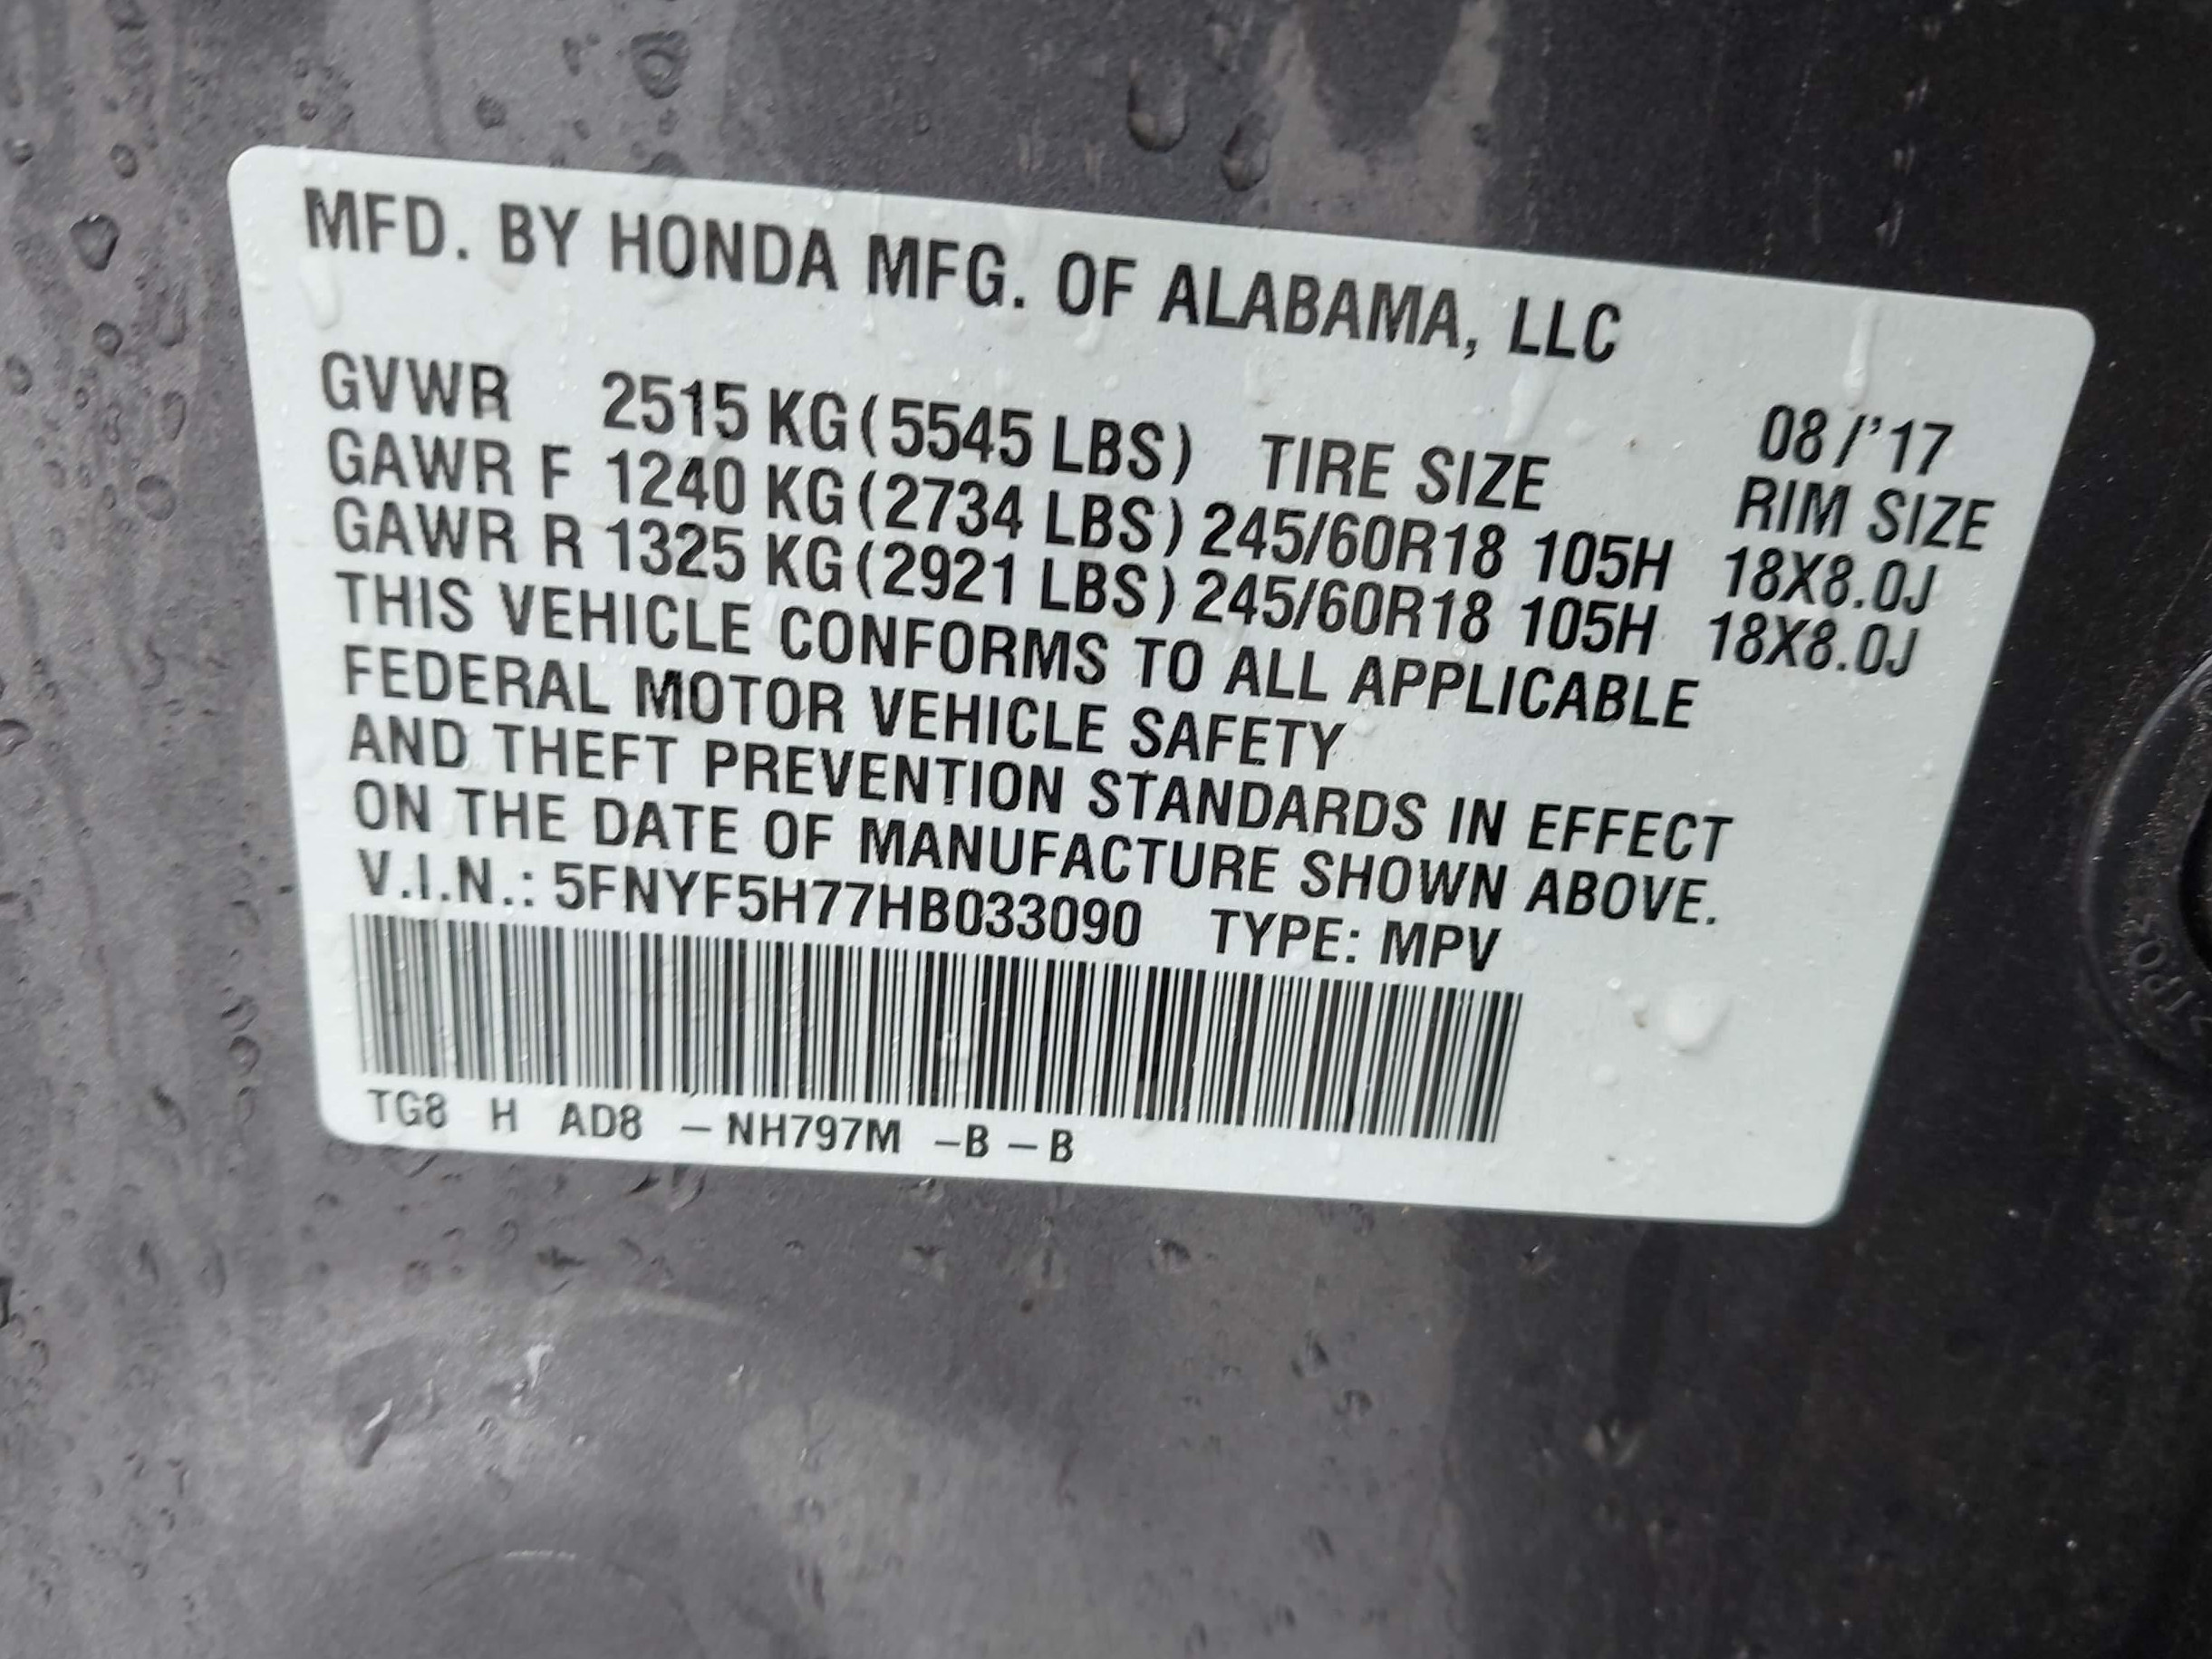 MFD. BY HONDA MFG. OF ALABAMA, LLC
08/'17
GVWR 2515 KG(5545 LBS) TIRE SIZE RIM SIZE
GAWR F 1240 KG(2734 LBS) 245/60R18 105H 18X8.0J
GAWR R 1325 KG(2921 LBS) 245/60R18 105H 18X8.0J
THIS VEHICLE CONFORMS TO ALL APPLICABLE
FEDERAL MOTOR VEHICLE SAFETY
AND THEFT PREVENTION STANDARDS IN EFFECT
ON THE DATE OF MANUFACTURE SHOWN ABOVE.
V.I.N.: 5FNYF5H77HB033090 TYPE: MPV
TG8 H AD8 -NH797M -B-B